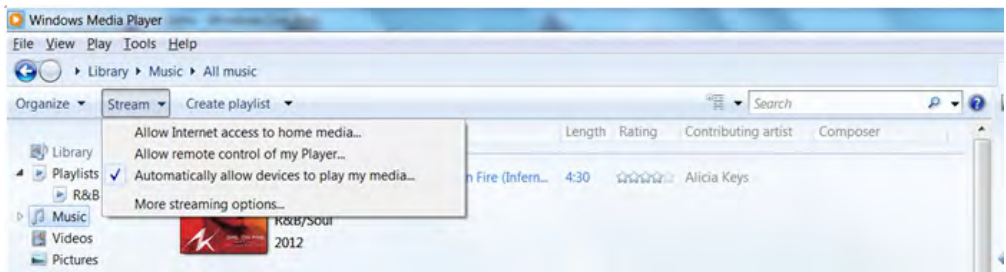 Windows Media Player
File View Play Tools Help
Library Music All music
Organize Stream Create playlist Search
Allow Internet access to home media...
Allow remote control of my Player...
Automatically allow devices to play my media...
More streaming options...
Length Rating Contributing artist Composer
Library
Playlists
R&B
Music
Videos
Pictures
n Fire (Infern... 4:30 Alicia Keys
R&B/Soul
2012